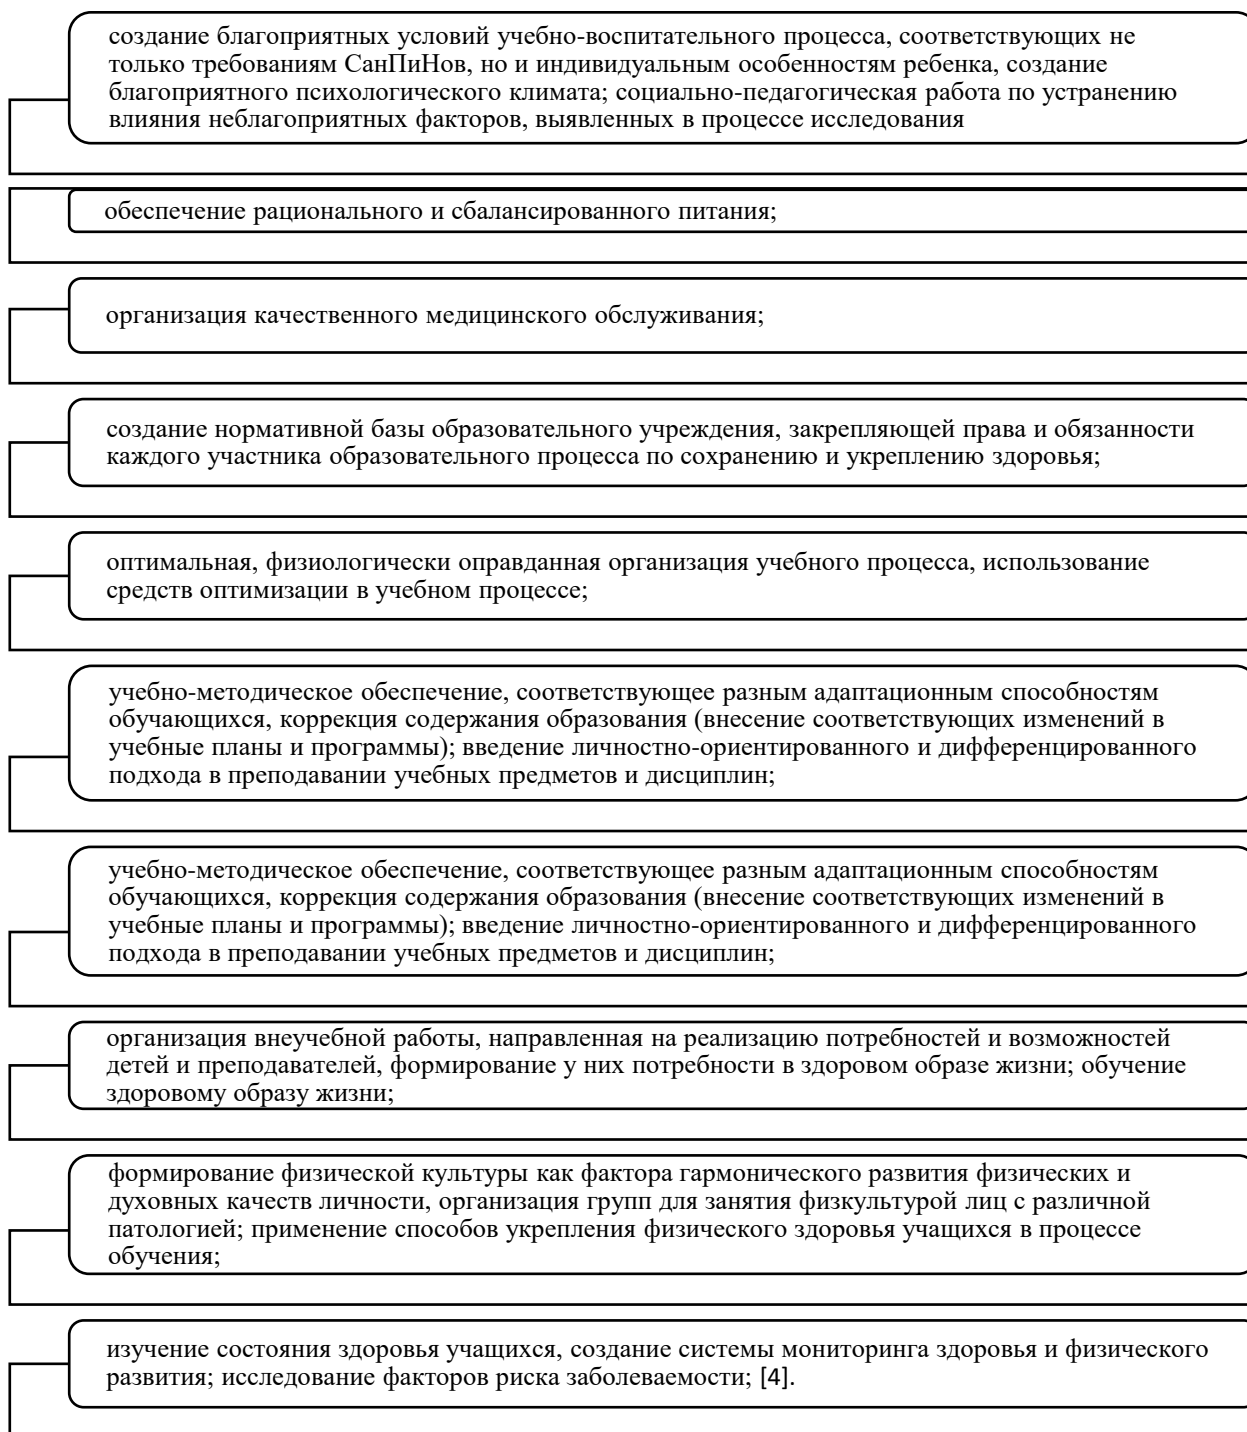 создание благоприятных условий учебно-воспитательного процесса, соответствующих не
только требованиям СанПиНов, но и индивидуальным особенностям ребенка, создание
благоприятного психологического климата; социально-педагогическая работа по устранению
влияния неблагоприятных факторов, выявленных в процессе исследования
обеспечение рационального и сбалансированного питания;
организация качественного медицинского обслуживания;
создание нормативной базы образовательного учреждения, закрепляющей права и обязанности
каждого участника образовательного процесса по сохранению и укреплению здоровья;
оптимальная, физиологически оправданная организация учебного процесса, использование
средств оптимизации в учебном процессе;
учебно-методическое обеспечение, соответствующее разным адаптационным способностям
обучающихся, коррекция содержания образования (внесение соответствующих изменений в
учебные планы и программы); введение личностно-ориентированного и дифференцированного
подхода в преподавании учебных предметов и дисциплин;
учебно-методическое обеспечение, соответствующее разным адаптационным способностям
обучающихся, коррекция содержания образования (внесение соответствующих изменений в
учебные планы и программы); введение личностно-ориентированного и дифференцированного
подхода в преподавании учебных предметов и дисциплин;
организация внеучебной работы, направленная на реализацию потребностей и возможностей
детей и преподавателей, формирование у них потребности в здоровом образе жизни; обучение
здоровому образу жизни;
формирование физической культуры как фактора гармонического развития физических и
духовных качеств личности, организация групп для занятия физкультурой лиц с различной
патологией; применение способов укрепления физического здоровья учащихся в процессе
обучения;
изучение состояния здоровья учащихся, создание системы мониторинга здоровья и физического
развития; исследование факторов риска заболеваемости; [4].